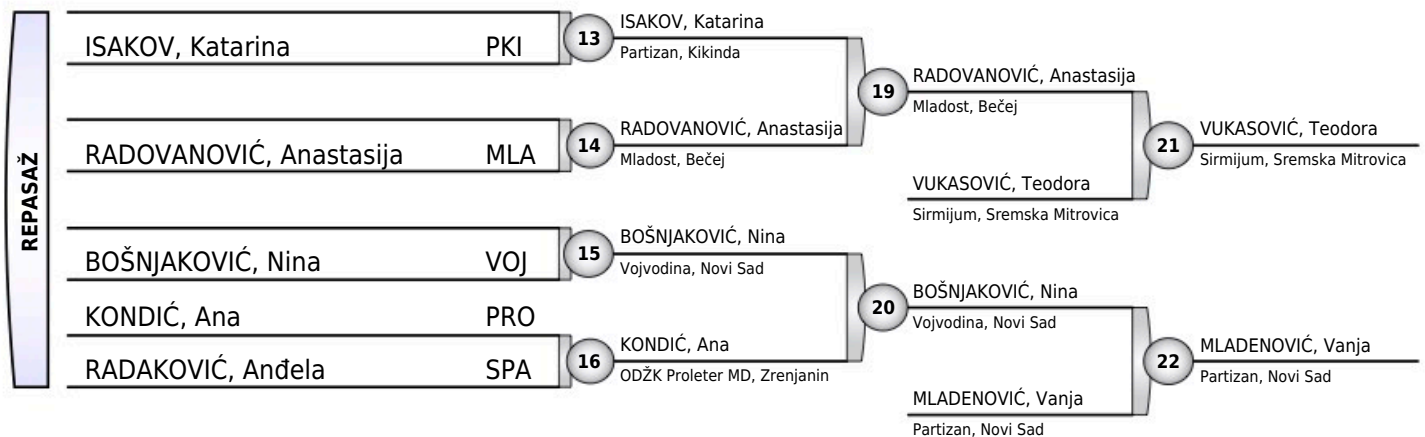 REPASAŽ
ISAKOV, Katarina PKI
RADOVANOVIĆ, Anastasija MLA
BOŠNJAKOVIĆ, Nina VOJ
KONDIĆ, Ana PRO
RADAKOVIĆ, Anđela SPA
13
ISAKOV, Katarina
Partizan, Kikinda
14
RADOVANOVIĆ, Anastasija
Mladost, Bečej
15
BOŠNJAKOVIĆ, Nina
Vojvodina, Novi Sad
16
KONDIĆ, Ana
ODŽK Proleter MD, Zrenjanin
19
RADOVANOVIĆ, Anastasija
Mladost, Bečej
VUKASOVIĆ, Teodora
Sirmijum, Sremska Mitrovica
20
BOŠNJAKOVIĆ, Nina
Vojvodina, Novi Sad
MLADENOVIĆ, Vanja
Partizan, Novi Sad
21
VUKASOVIĆ, Teodora
Sirmijum, Sremska Mitrovica
22
MLADENOVIĆ, Vanja
Partizan, Novi Sad